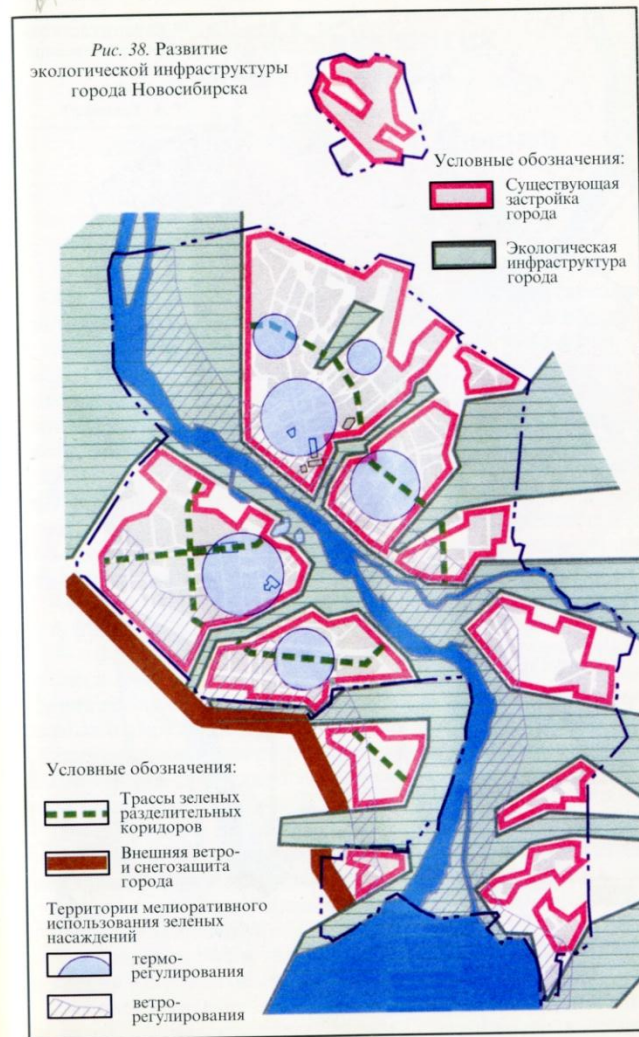 Рис. 38. Развитие
экологической инфраструктуры
города Новосибирска
Условные обозначения:
Существующая
застройка
города
Экологическая
инфраструктура
города
Условные обозначения:
Трассы зеленых
разделительных
коридоров
Внешняя ветро-
и снегозащита
города
Территории мелиоративного
использования зеленых
насаждений
термо-
регулирования
ветро-
регулирования